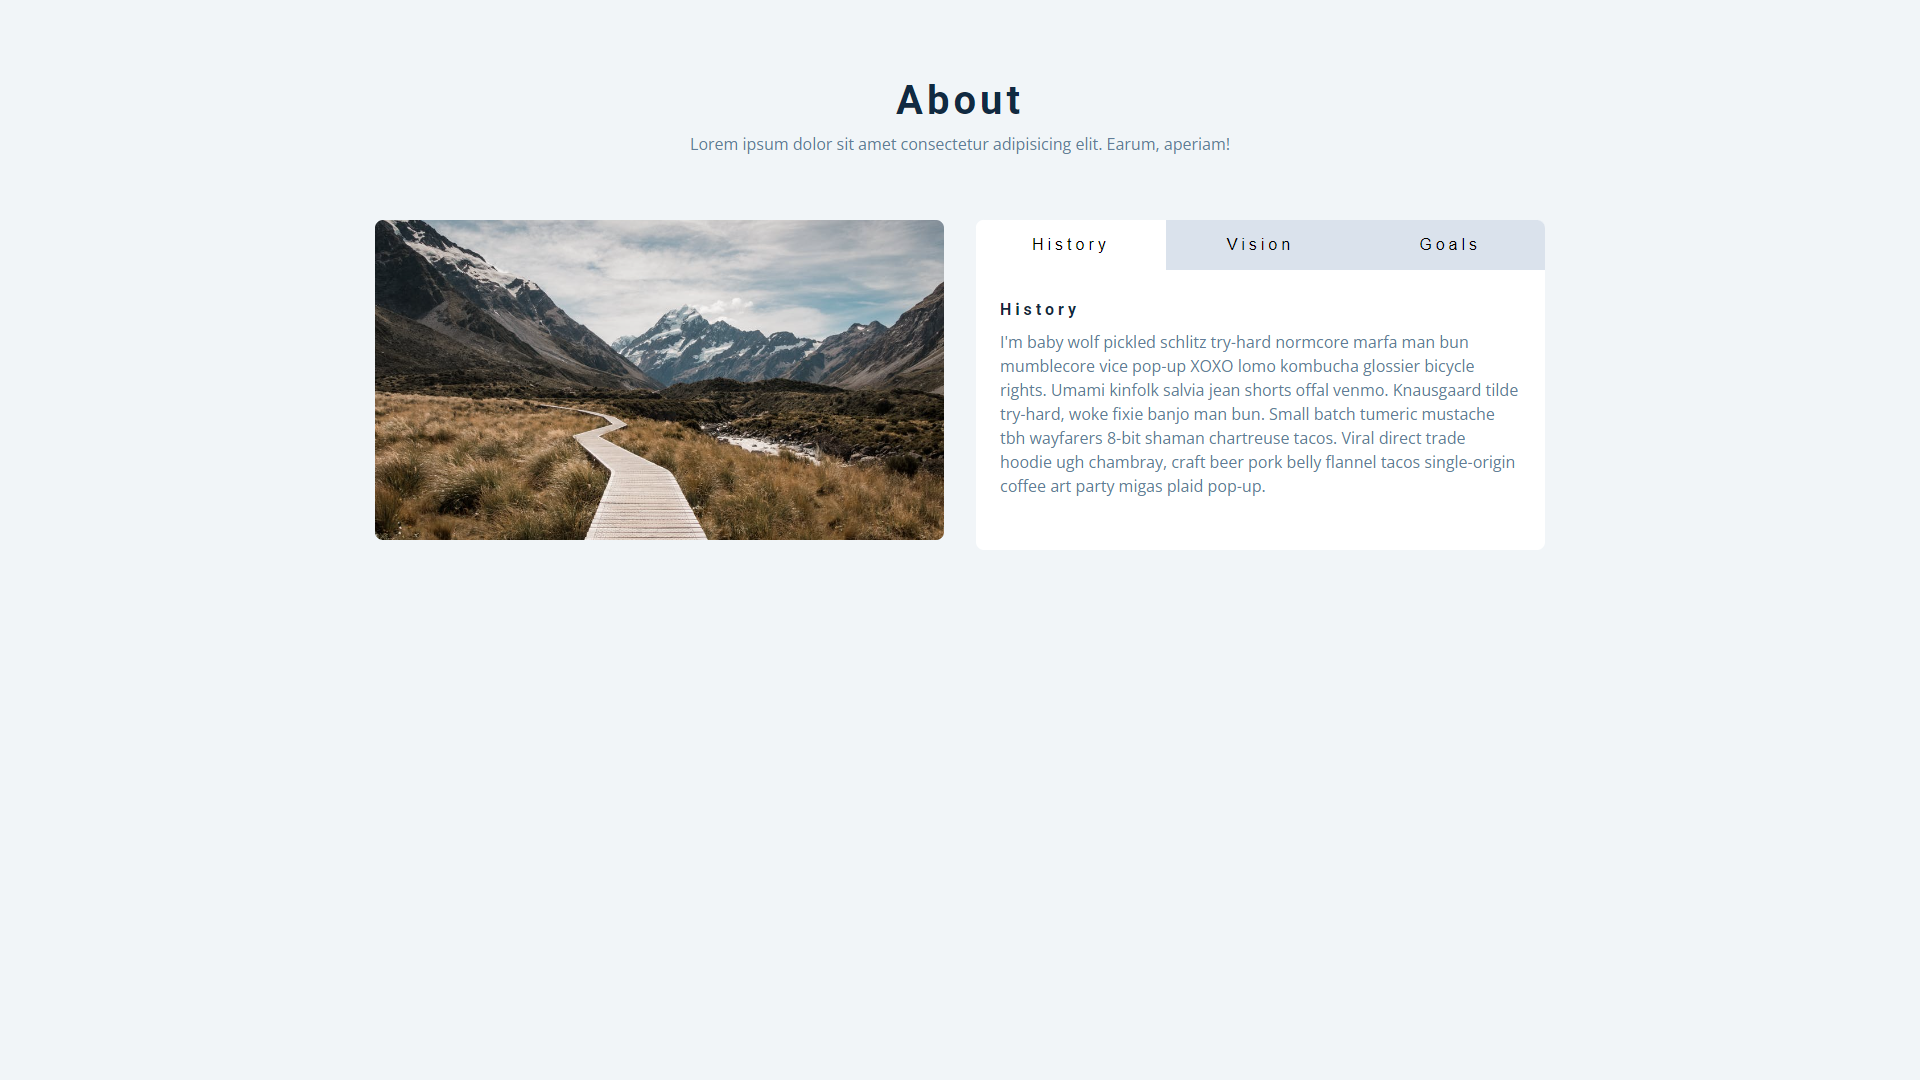 About
Lorem ipsum dolor sit amet consectetur adipisicing elit. Earum, aperiam!
History
Vision
Goals
History
I'm baby wolf pickled schlitz try-hard normcore marfa man bun
mumblecore vice pop-up XOXO lomo kombucha glossier bicycle
rights. Umami kinfolk salvia jean shorts offal venmo. Knausgaard tilde
try-hard, woke fixie banjo man bun. Small batch tumeric mustache
tbh wayfarers 8-bit shaman chartreuse tacos. Viral direct trade
hoodie ugh chambray, craft beer pork belly flannel tacos single-origin
coffee art party migas plaid pop-up.